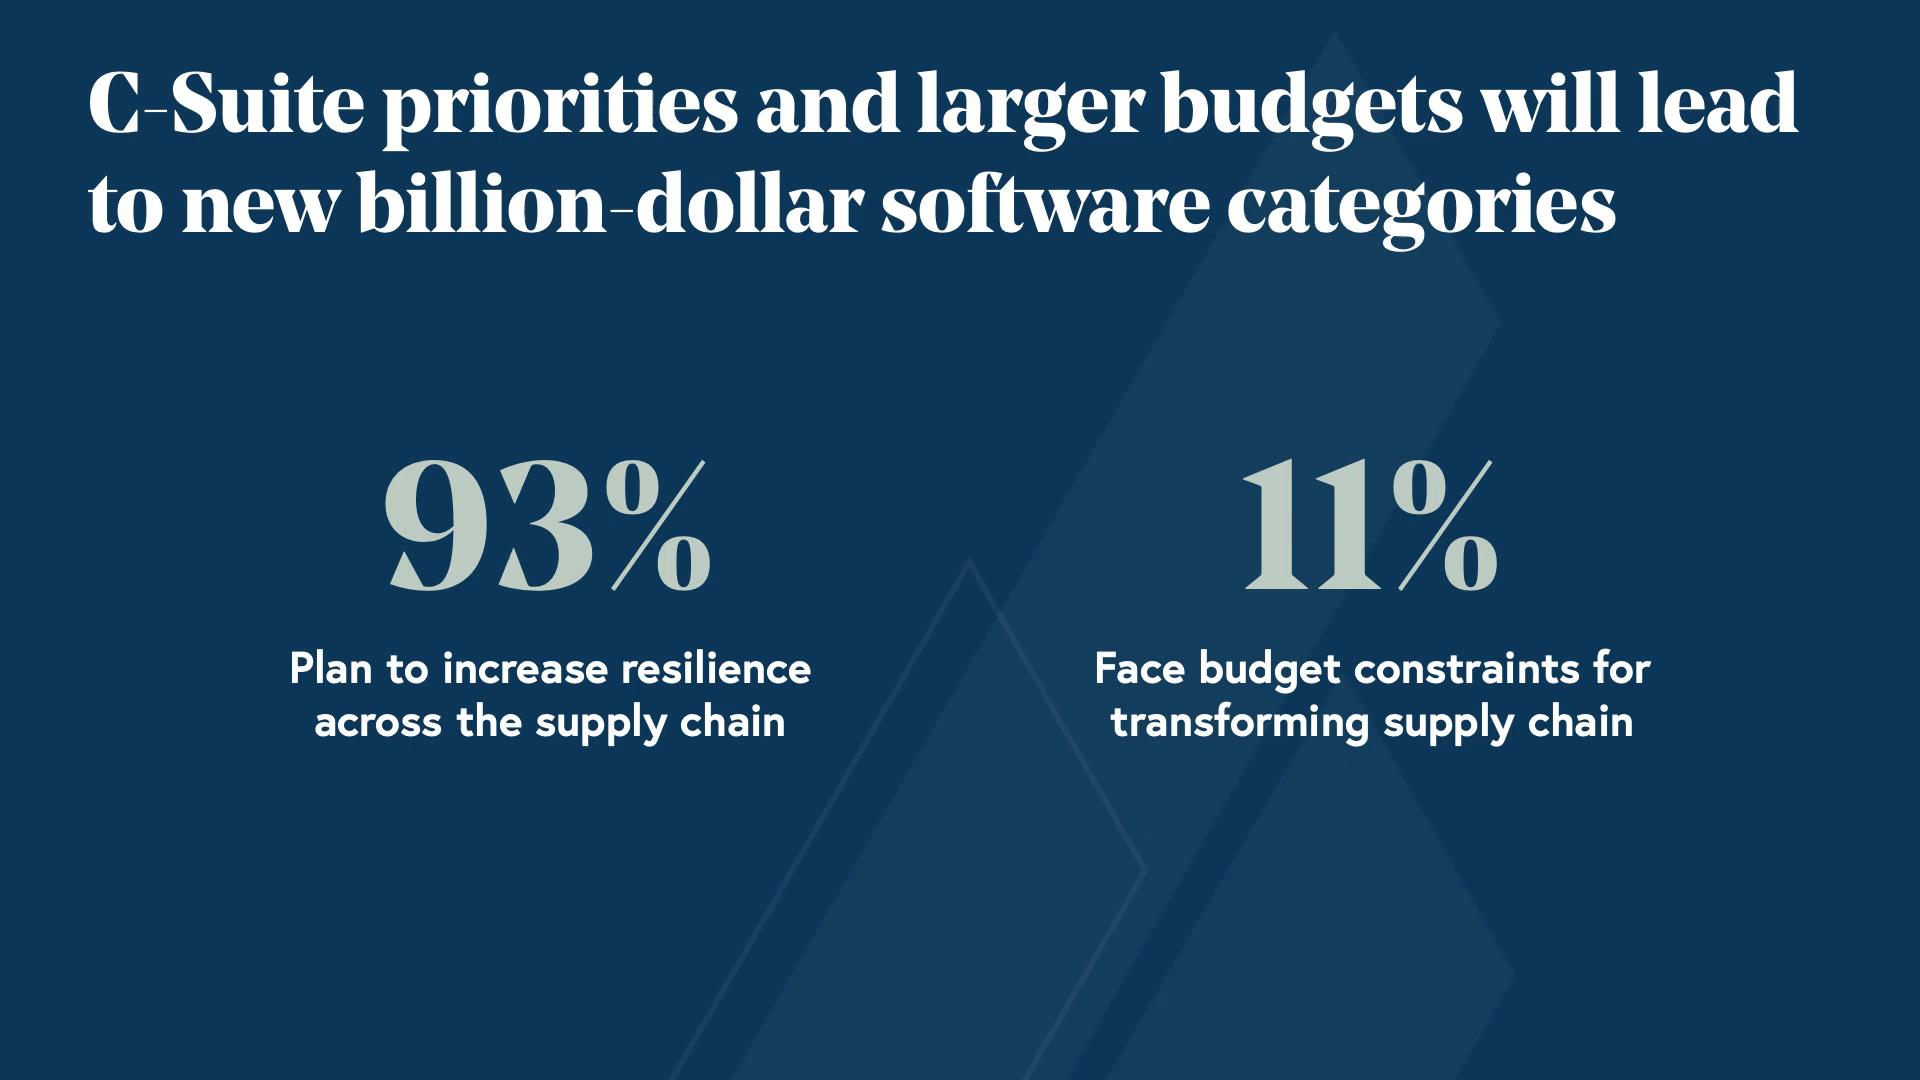 C-Suite priorities and larger budgets will lead
to new billion-dollar software categories
93%
Plan to increase resilience
across the supply chain
11%
Face budget constraints for
transforming supply chain